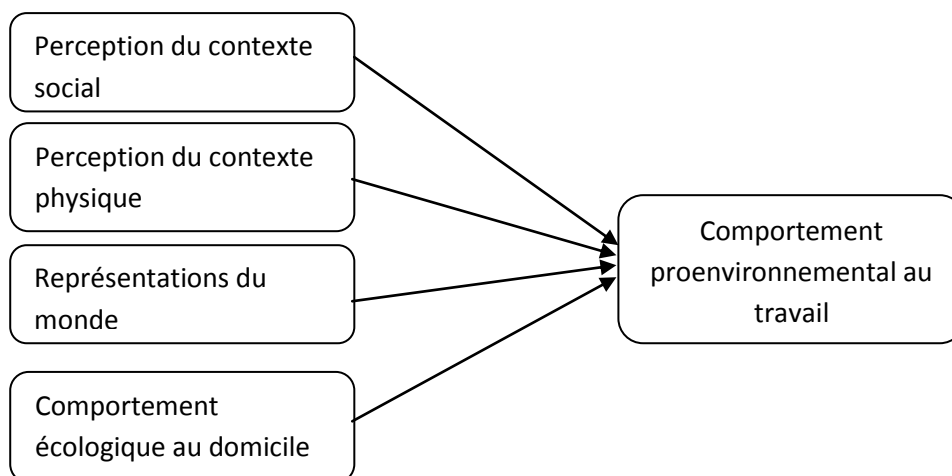 Perception du contexte
social
Perception du contexte
physique
Représentations du
monde
Comportement
écologique au domicile
Comportement
proenvironnemental au
travail